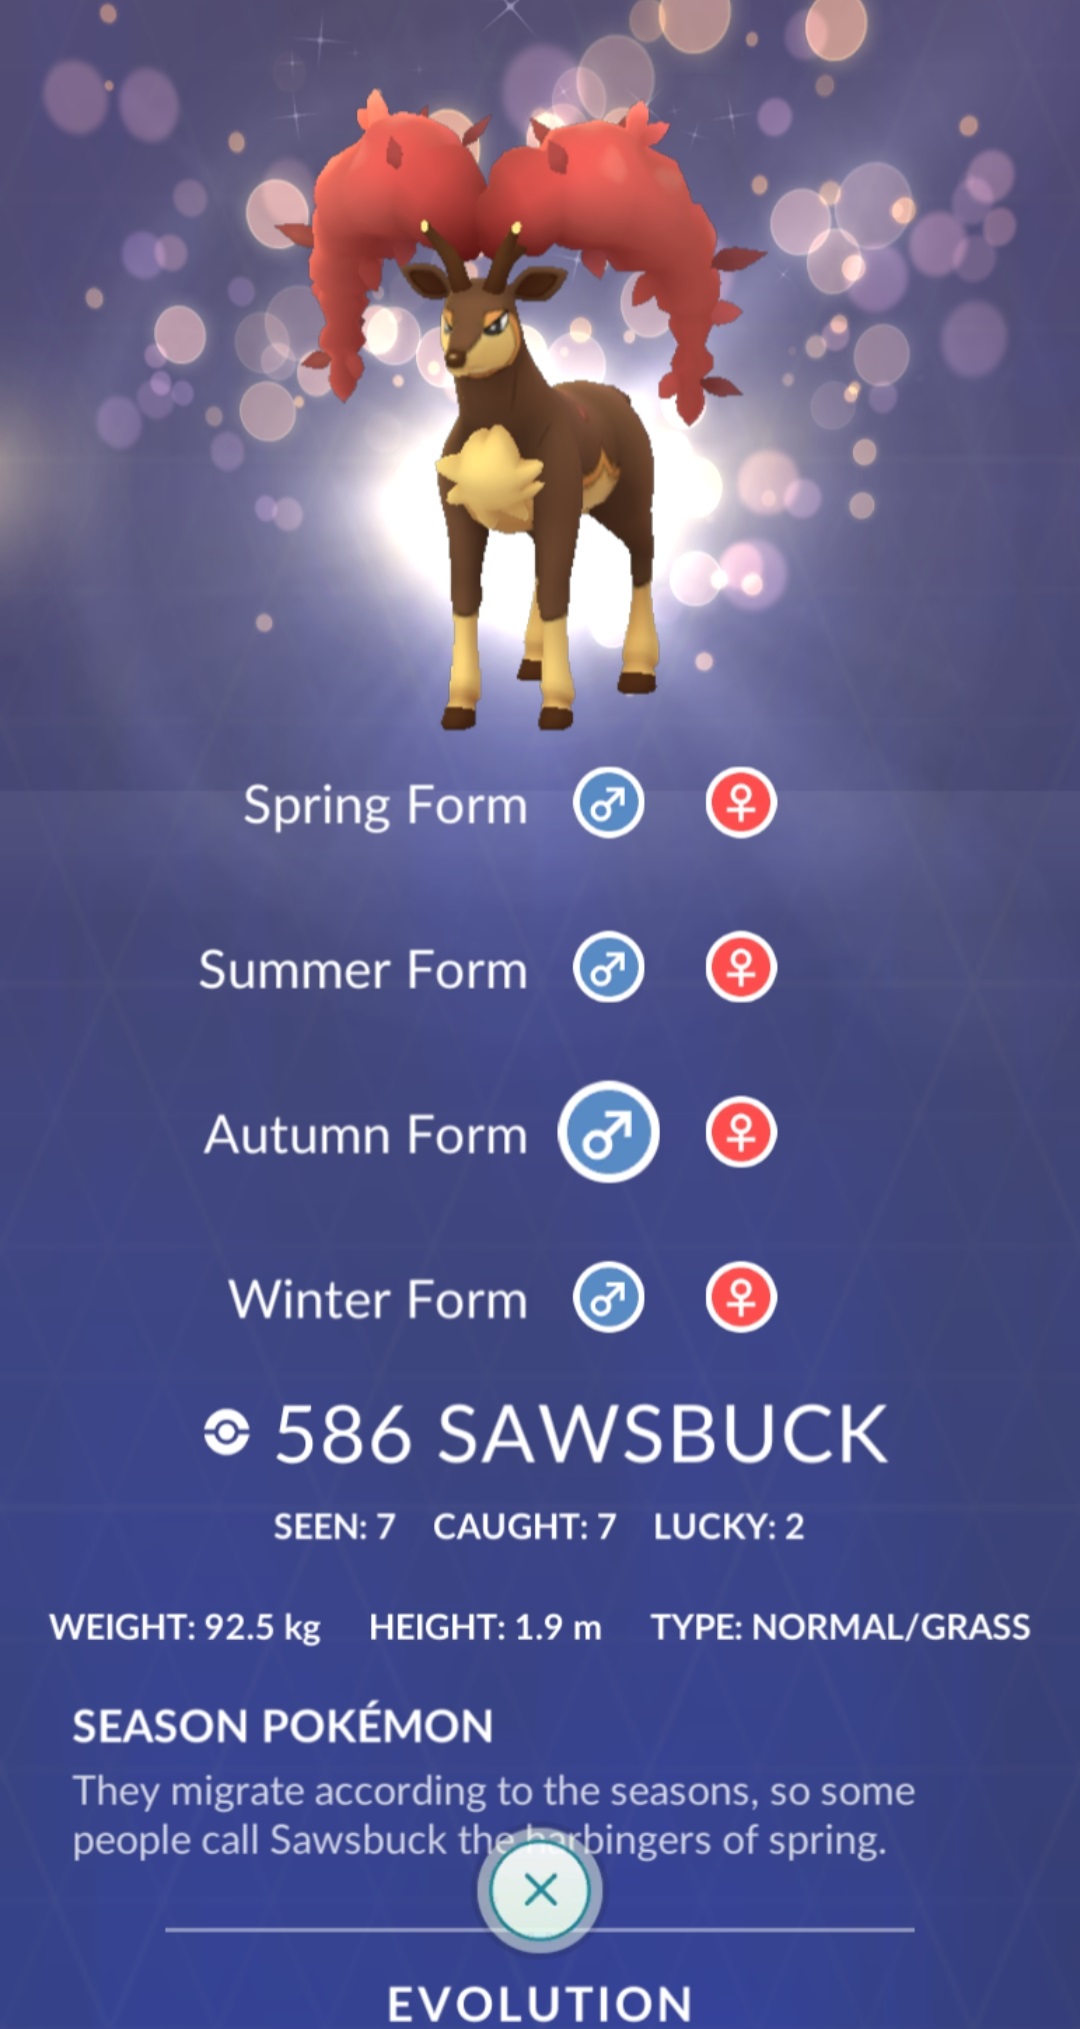 Spring Form ♂ ♀
Summer Form ♂ ♀
Autumn Form ♂ ♀
Winter Form ♂ ♀
586 SAWSBUCK
SEEN: 7 CAUGHT: 7 LUCKY: 2
WEIGHT: 92.5 kg HEIGHT: 1.9 m TYPE: NORMAL/GRASS
SEASON POKÉMON
They migrate according to the seasons, so some
people call Sawsbuck the harbingers of spring.
EVOLUTION